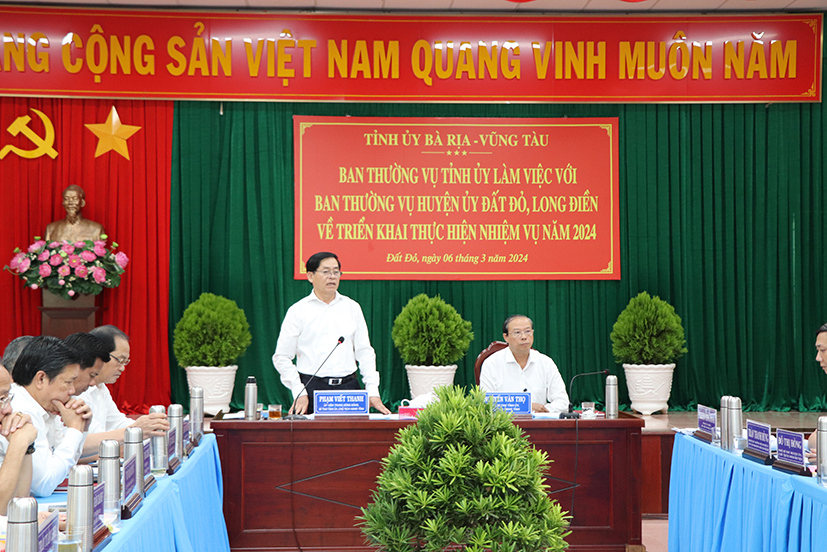 CỘNG SẢN VIỆT NAM QUANG VINH MUÔN NĂM
TỈNH ỦY BÀ RỊA -VŨNG TÀU
BAN THƯỜNG VỤ TỈNH ỦY LÀM VIỆC VỚI
BAN THƯỜNG VỤ HUYỆN ỦY ĐẤT ĐỎ, LONG ĐIỀN
VỀ TRIỂN KHAI THỰC HIỆN NHIỆM VỤ NĂM 2024
Đất Đỏ, ngày 06 tháng 3 năm 2024
PHẠM VIẾT THANH
VĂN THỌ
ĐỖ THỊ HỒNG